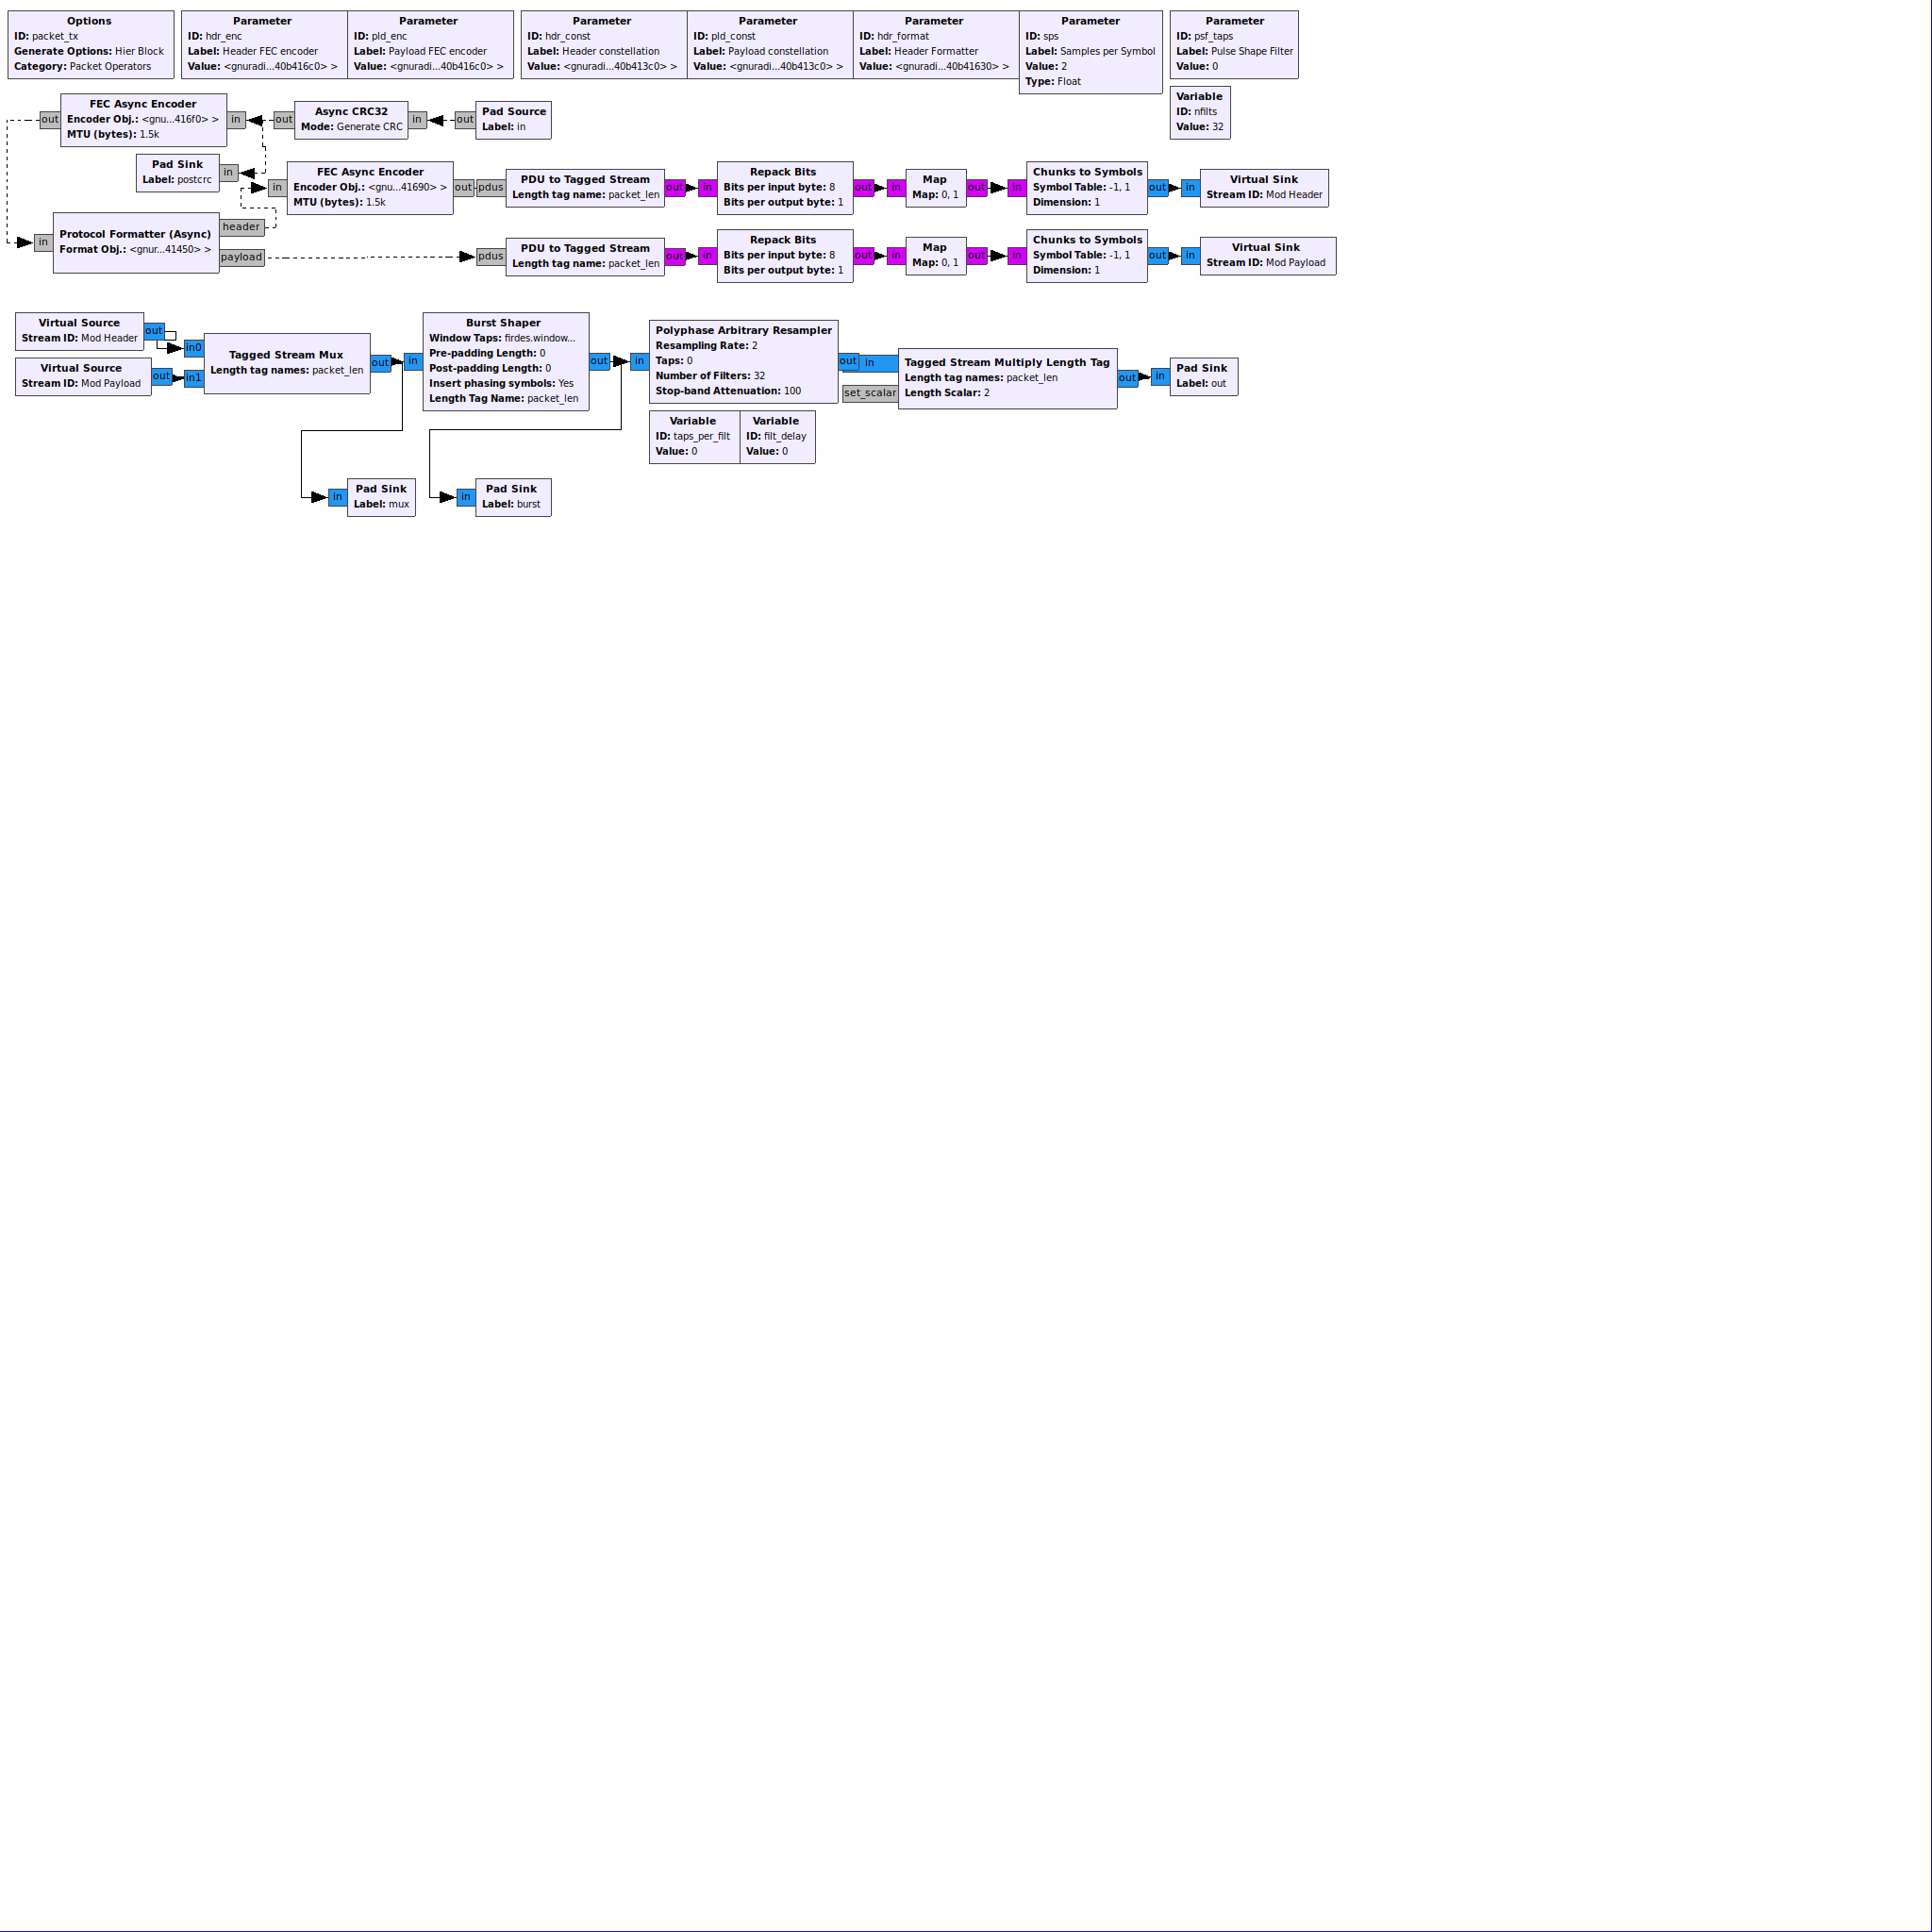 Options
ID: packet_tx
Generate Options: Hier Block
Category: Packet Operators
Parameter
ID: hdr_enc
Label: Header FEC encoder
Value: <gnuradi...40b416c0> >
Parameter
ID: pld_enc
Label: Payload FEC encoder
Value: <gnuradi...40b416c0> >
Parameter
ID: hdr_const
Label: Header constellation
Value: <gnuradi...40b413c0> >
Parameter
ID: pld_const
Label: Payload constellation
Value: <gnuradi...40b413c0> >
Parameter
ID: hdr_format
Label: Header Formatter
Value: <gnuradi...40b41630> >
Parameter
ID: sps
Label: Samples per Symbol
Value: 2
Type: Float
Parameter
ID: psf_taps
Label: Pulse Shape Filter
Value: 0
Variable
ID: nfilts
Value: 32
out
FEC Async Encoder
Encoder Obj.: <gnu...416f0> >
MTU (bytes): 1.5k
in
out
Async CRC32
Mode: Generate CRC
in
out
Pad Source
Label: in
Pad Sink
Label: postcrc
in
in
FEC Async Encoder
Encoder Obj.: <gnu...41690> >
MTU (bytes): 1.5k
out
pdus
PDU to Tagged Stream
Length tag name: packet_len
out
in
Repack Bits
Bits per input byte: 8
Bits per output byte: 1
out
in
Map
Map: 0, 1
out
in
Chunks to Symbols
Symbol Table: -1, 1
Dimension: 1
out
in
Virtual Sink
Stream ID: Mod Header
in
Protocol Formatter (Async)
Format Obj.: <gnur...41450> >
header
payload
pdus
PDU to Tagged Stream
Length tag name: packet_len
out
in
Repack Bits
Bits per input byte: 8
Bits per output byte: 1
out
in
Map
Map: 0, 1
out
in
Chunks to Symbols
Symbol Table: -1, 1
Dimension: 1
out
in
Virtual Sink
Stream ID: Mod Payload
Virtual Source
Stream ID: Mod Header
out
Virtual Source
Stream ID: Mod Payload
out
in0
in1
Tagged Stream Mux
Length tag names: packet_len
out
in
Burst Shaper
Window Taps: firdes.window...
Pre-padding Length: 0
Post-padding Length: 0
Insert phasing symbols: Yes
Length Tag Name: packet_len
out
in
Polyphase Arbitrary Resampler
Resampling Rate: 2
Taps: 0
Number of Filters: 32
Stop-band Attenuation: 100
out
in
set_scalar
Tagged Stream Multiply Length Tag
Length tag names: packet_len
Length Scalar: 2
out
in
Pad Sink
Label: out
Variable
ID: taps_per_filt
Value: 0
Variable
ID: filt_delay
Value: 0
in
Pad Sink
Label: mux
in
Pad Sink
Label: burst